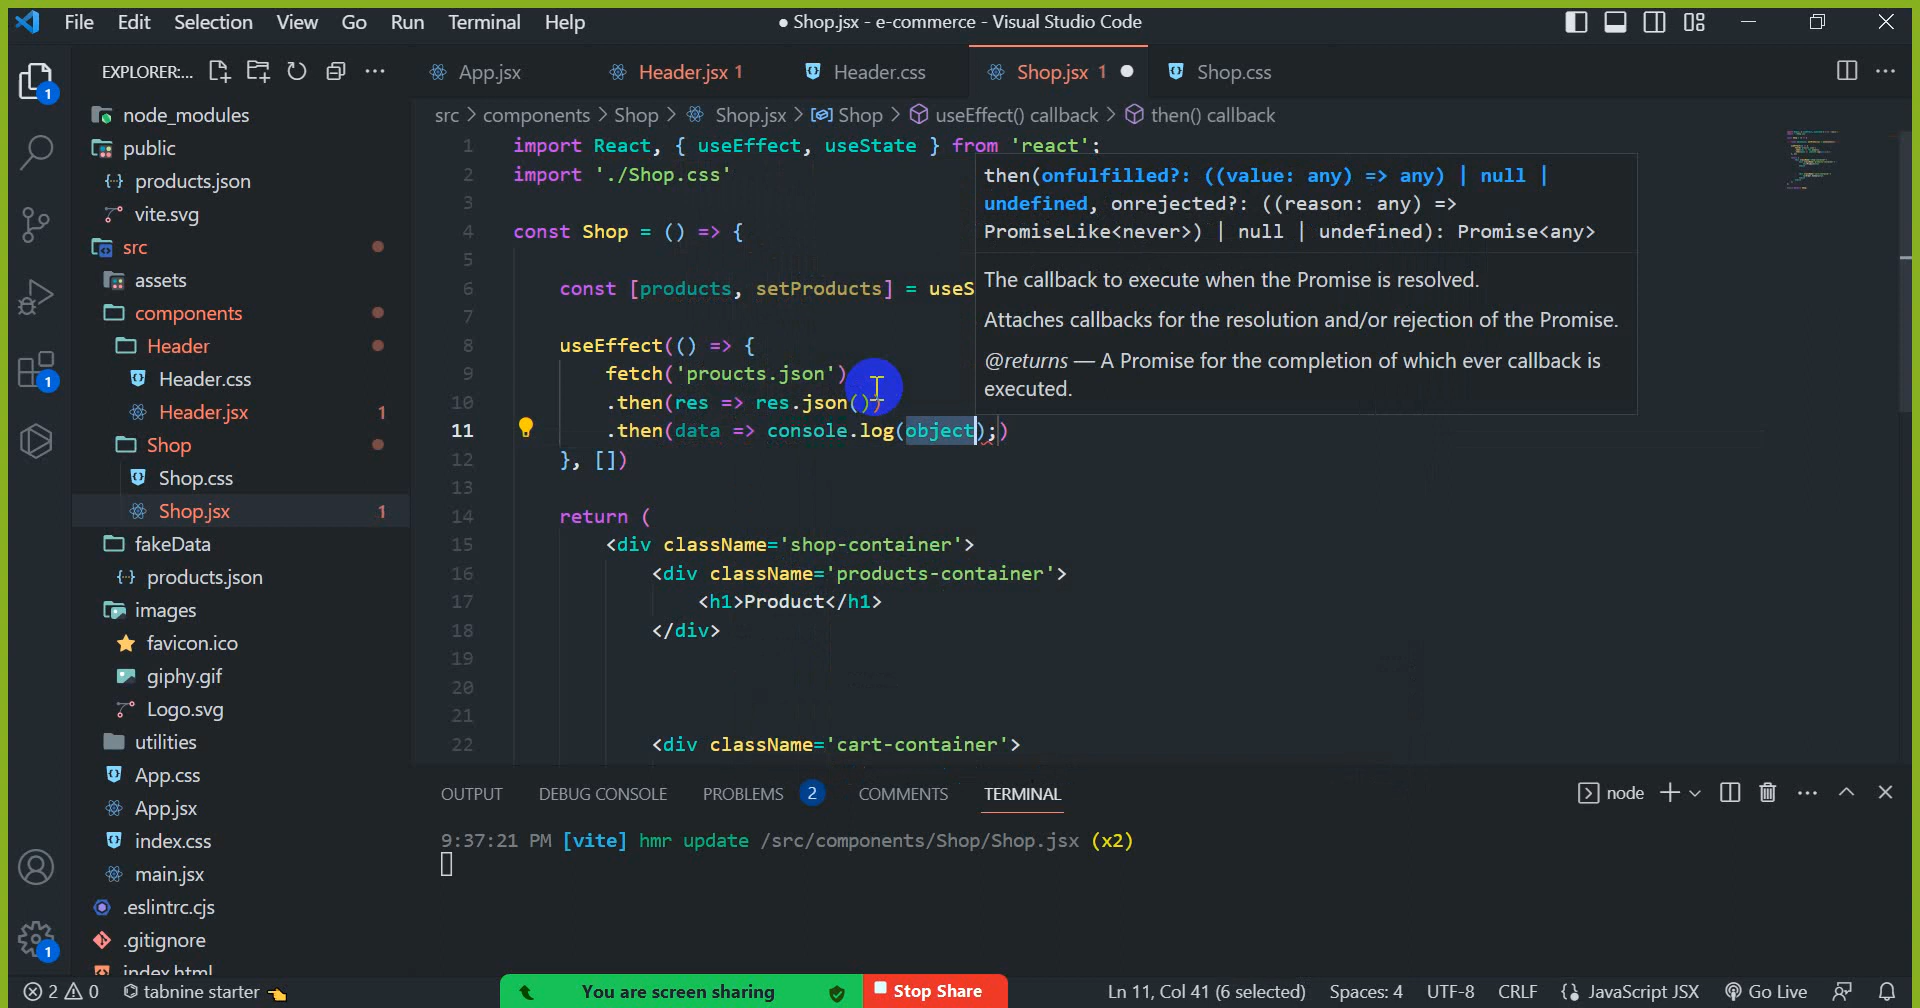 File Edit Selection View Go Run Terminal Help
● Shop.jsx - e-commerce - Visual Studio Code
EXPLORER:...
App.jsx
Header.jsx 1
Header.css
Shop.jsx 1
Shop.css
1
src > components > Shop > Shop.jsx > Shop > useEffect() callback > then() callback
node_modules
public
products.json
vite.svg
src
assets
components
Header
Header.css
Header.jsx 1
Shop
Shop.css
Shop.jsx 1
fakeData
products.json
images
favicon.ico
giphy.gif
Logo.svg
utilities
App.css
App.jsx
index.css
main.jsx
.eslintrc.cjs
.gitignore
index.html
1
1
1 import React, { useEffect, useState } from 'react';
2 import './Shop.css'
3
4 const Shop = () => {
5
6 const [products, setProducts] = useS
7
8 useEffect(() => {
9 fetch('proucts.json')
10 .then(res => res.json())
11 .then(data => console.log(object);)
12 }, [])
13
14 return (
15 <div className='shop-container'>
16 <div className='products-container'>
17 <h1>Product</h1>
18 </div>
19
20
21
22 <div className='cart-container'>
then(onfulfilled?: ((value: any) => any) | null |
undefined, onrejected?: ((reason: any) =>
PromiseLike<never>) | null | undefined): Promise<any>
The callback to execute when the Promise is resolved.
Attaches callbacks for the resolution and/or rejection of the Promise.
@returns — A Promise for the completion of which ever callback is
executed.
OUTPUT DEBUG CONSOLE PROBLEMS 2 COMMENTS TERMINAL
node
9:37:21 PM [vite] hmr update /src/components/Shop/Shop.jsx (x2)
2 0 tabnine starter
You are screen sharing
Stop Share
Ln 11, Col 41 (6 selected) Spaces: 4 UTF-8 CRLF {} JavaScript JSX Go Live